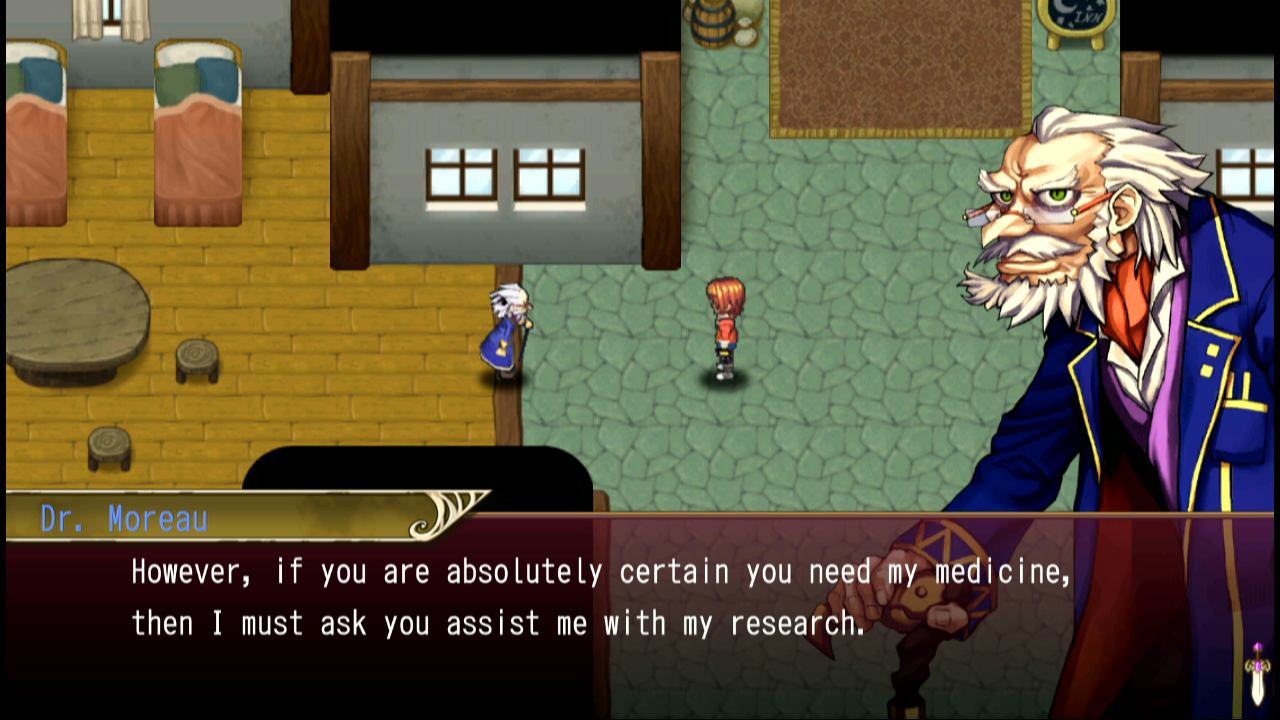 INN
Dr. Moreau
However, if you are absolutely certain you need my medicine,
then I must ask you assist me with my research.